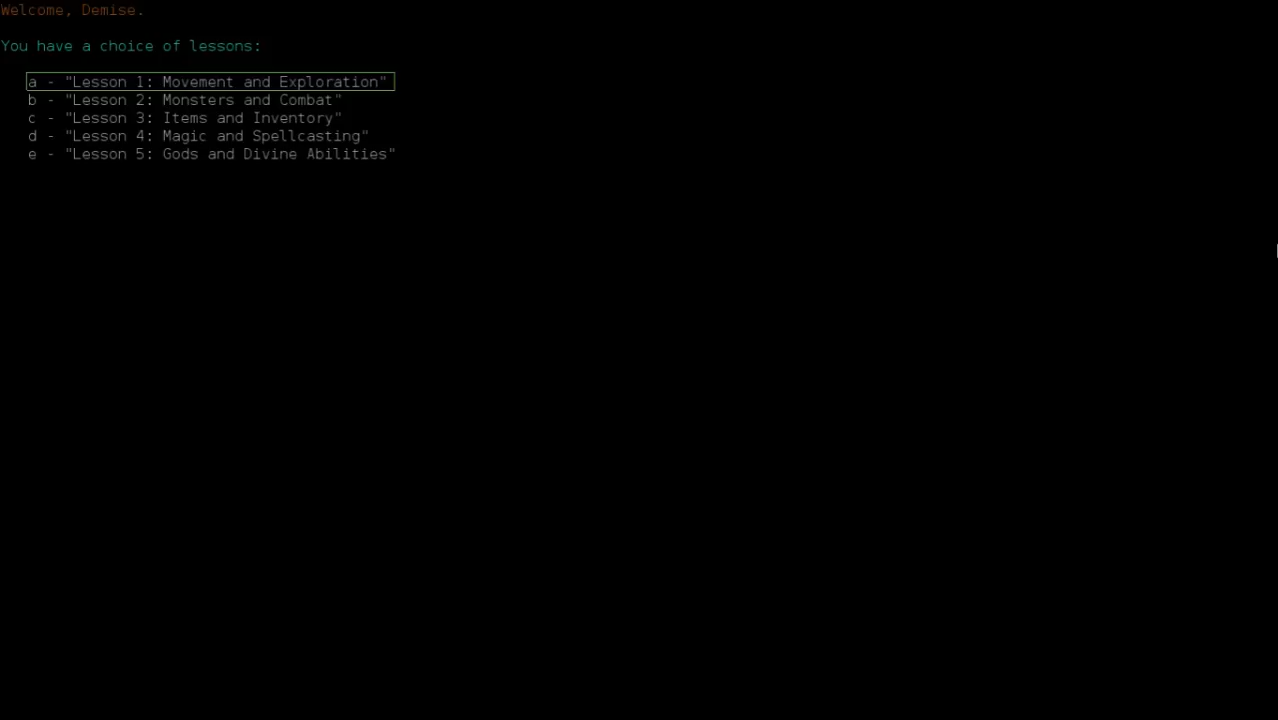 Welcome, Demise.
You have a choice of lessons:
a - "Lesson 1: Movement and Exploration"
b - "Lesson 2: Monsters and Combat"
c - "Lesson 3: Items and Inventory"
d - "Lesson 4: Magic and Spellcasting"
e - "Lesson 5: Gods and Divine Abilities"